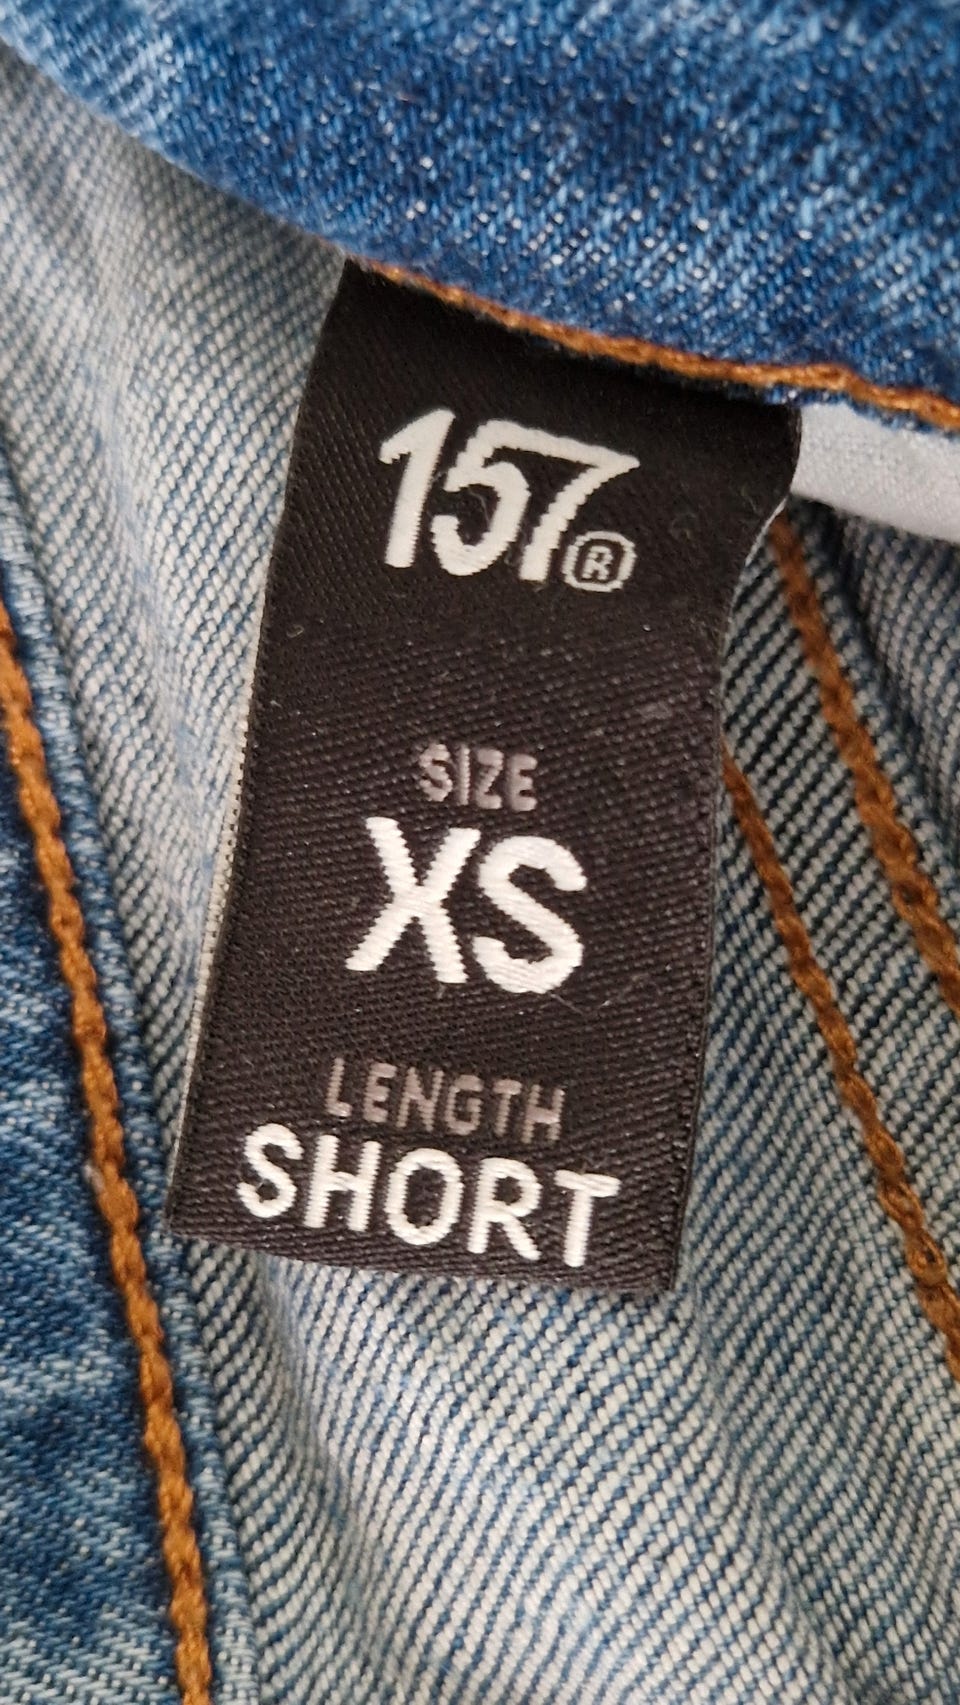 157®
SIZE
XS
LENGTH
SHORT